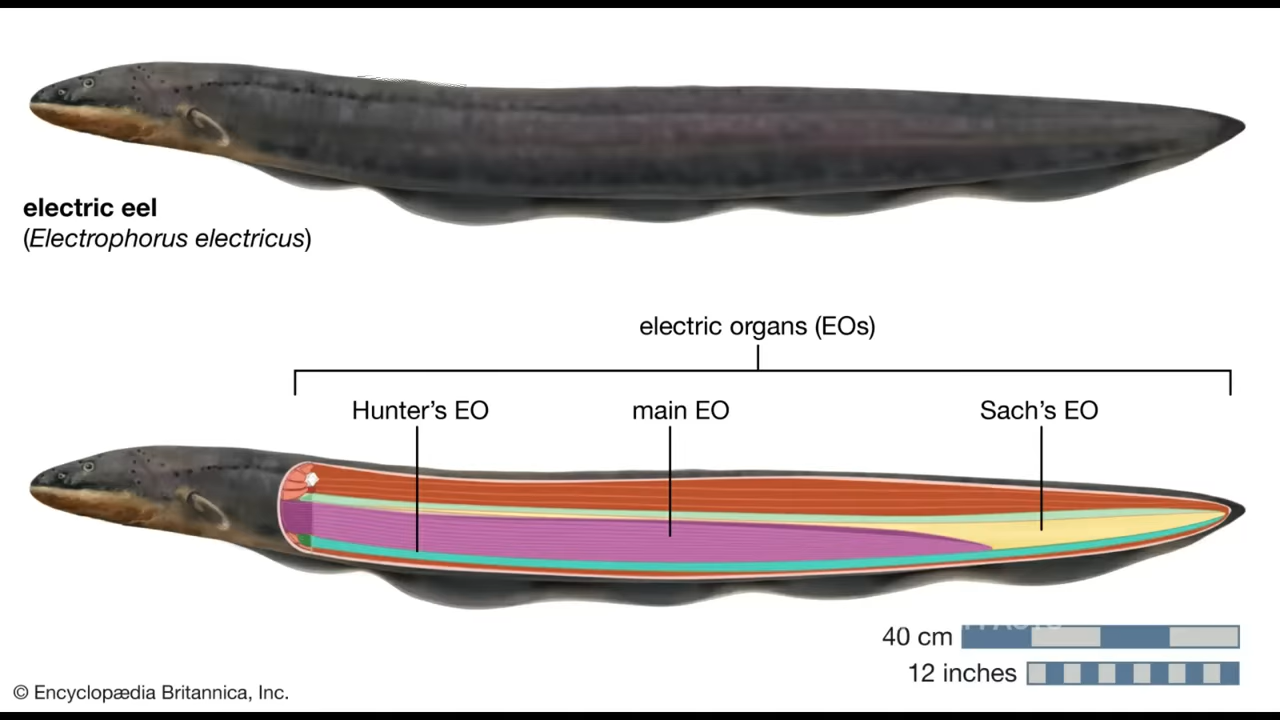 electric eel
(Electrophorus electricus)
electric organs (EOs)
Hunter's EO
main EO
Sach's EO
40 cm
12 inches
© Encyclopædia Britannica, Inc.